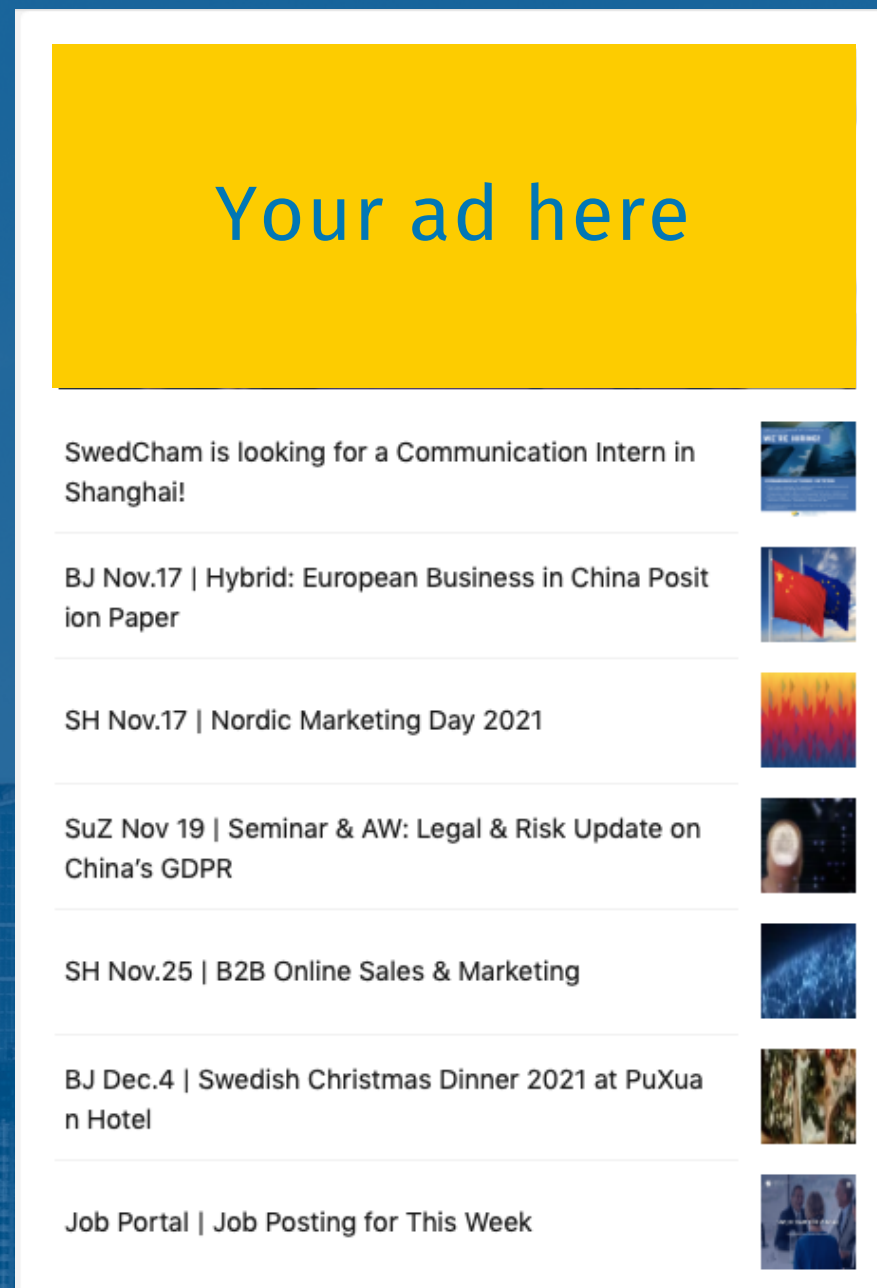 Your ad here
SwedCham is looking for a Communication Intern in
Shanghai!
WE'RE HIRING!
BJ Nov.17 | Hybrid: European Business in China Posit
ion Paper
SH Nov.17 | Nordic Marketing Day 2021
SuZ Nov 19 | Seminar & AW: Legal & Risk Update on
China’s GDPR
SH Nov.25 | B2B Online Sales & Marketing
BJ Dec.4 | Swedish Christmas Dinner 2021 at PuXua
n Hotel
Job Portal | Job Posting for This Week